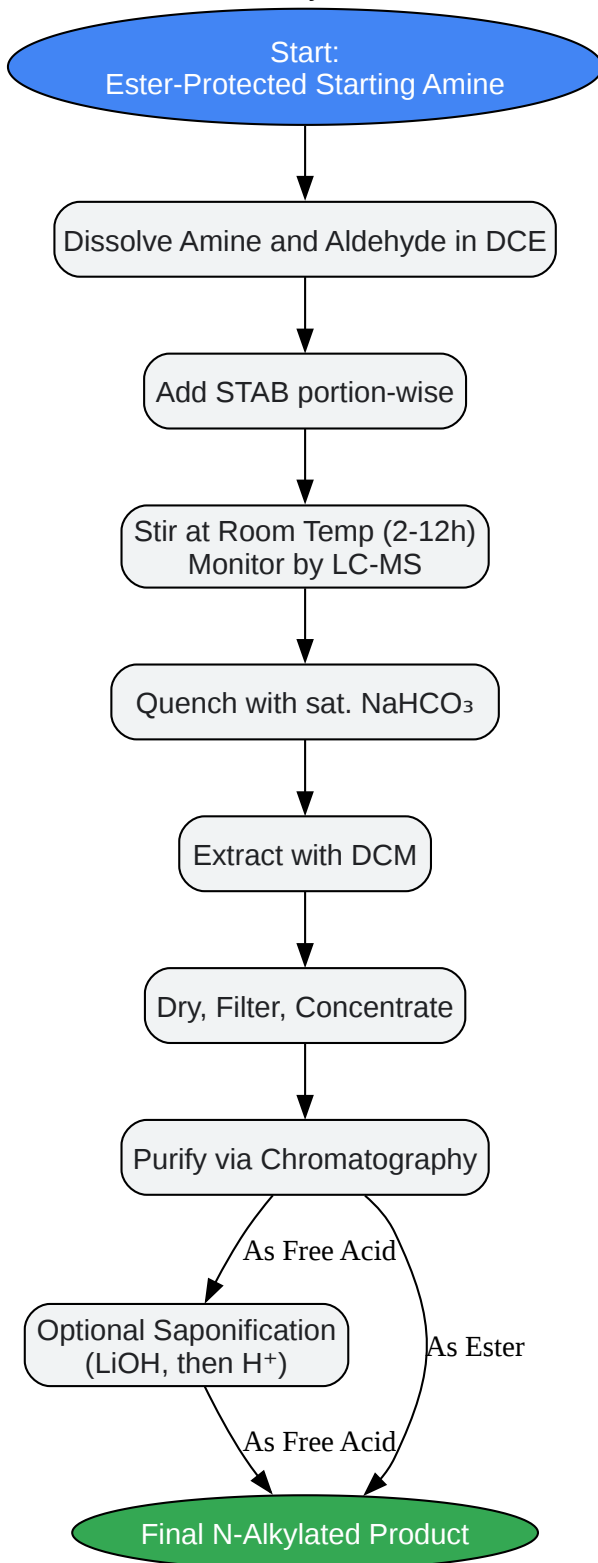 Start:
Ester-Protected Starting Amine
Dissolve Amine and Aldehyde in DCE
Add STAB portion-wise
Stir at Room Temp (2-12h)
Monitor by LC-MS
Quench with sat. NaHCO₃
Extract with DCM
Dry, Filter, Concentrate
Purify via Chromatography
As Free Acid
Optional Saponification
(LiOH, then H⁺)
As Ester
As Free Acid
Final N-Alkylated Product